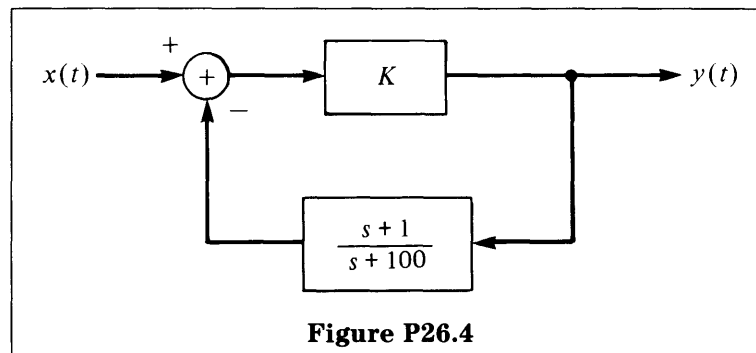 +
x(t)
+
K
y(t)
−
s + 1
s + 100
Figure P26.4